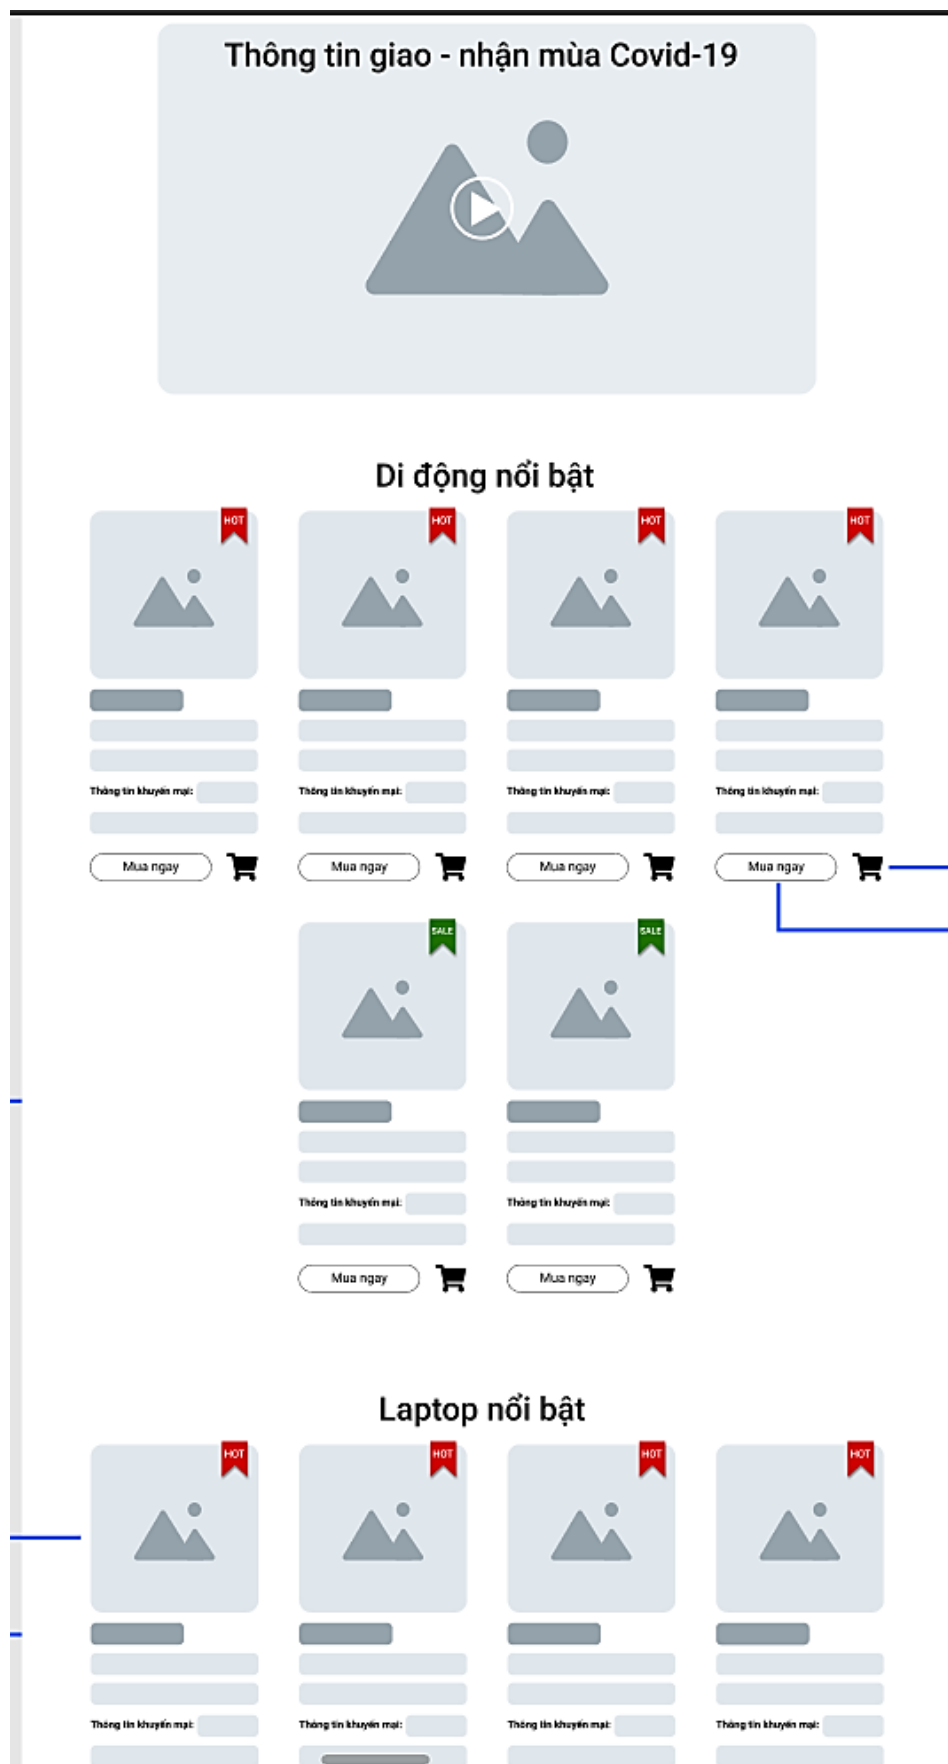 Thông tin giao - nhận mùa Covid-19
Di động nổi bật
HOT HOT HOT HOT
Thông tin khuyến mại: Thông tin khuyến mại: Thông tin khuyến mại: Thông tin khuyến mại:
Mua ngay Mua ngay Mua ngay Mua ngay
SALE SALE
Thông tin khuyến mại: Thông tin khuyến mại:
Mua ngay Mua ngay
Laptop nổi bật
HOT HOT HOT HOT
Thông tin khuyến mại: Thông tin khuyến mại: Thông tin khuyến mại: Thông tin khuyến mại: